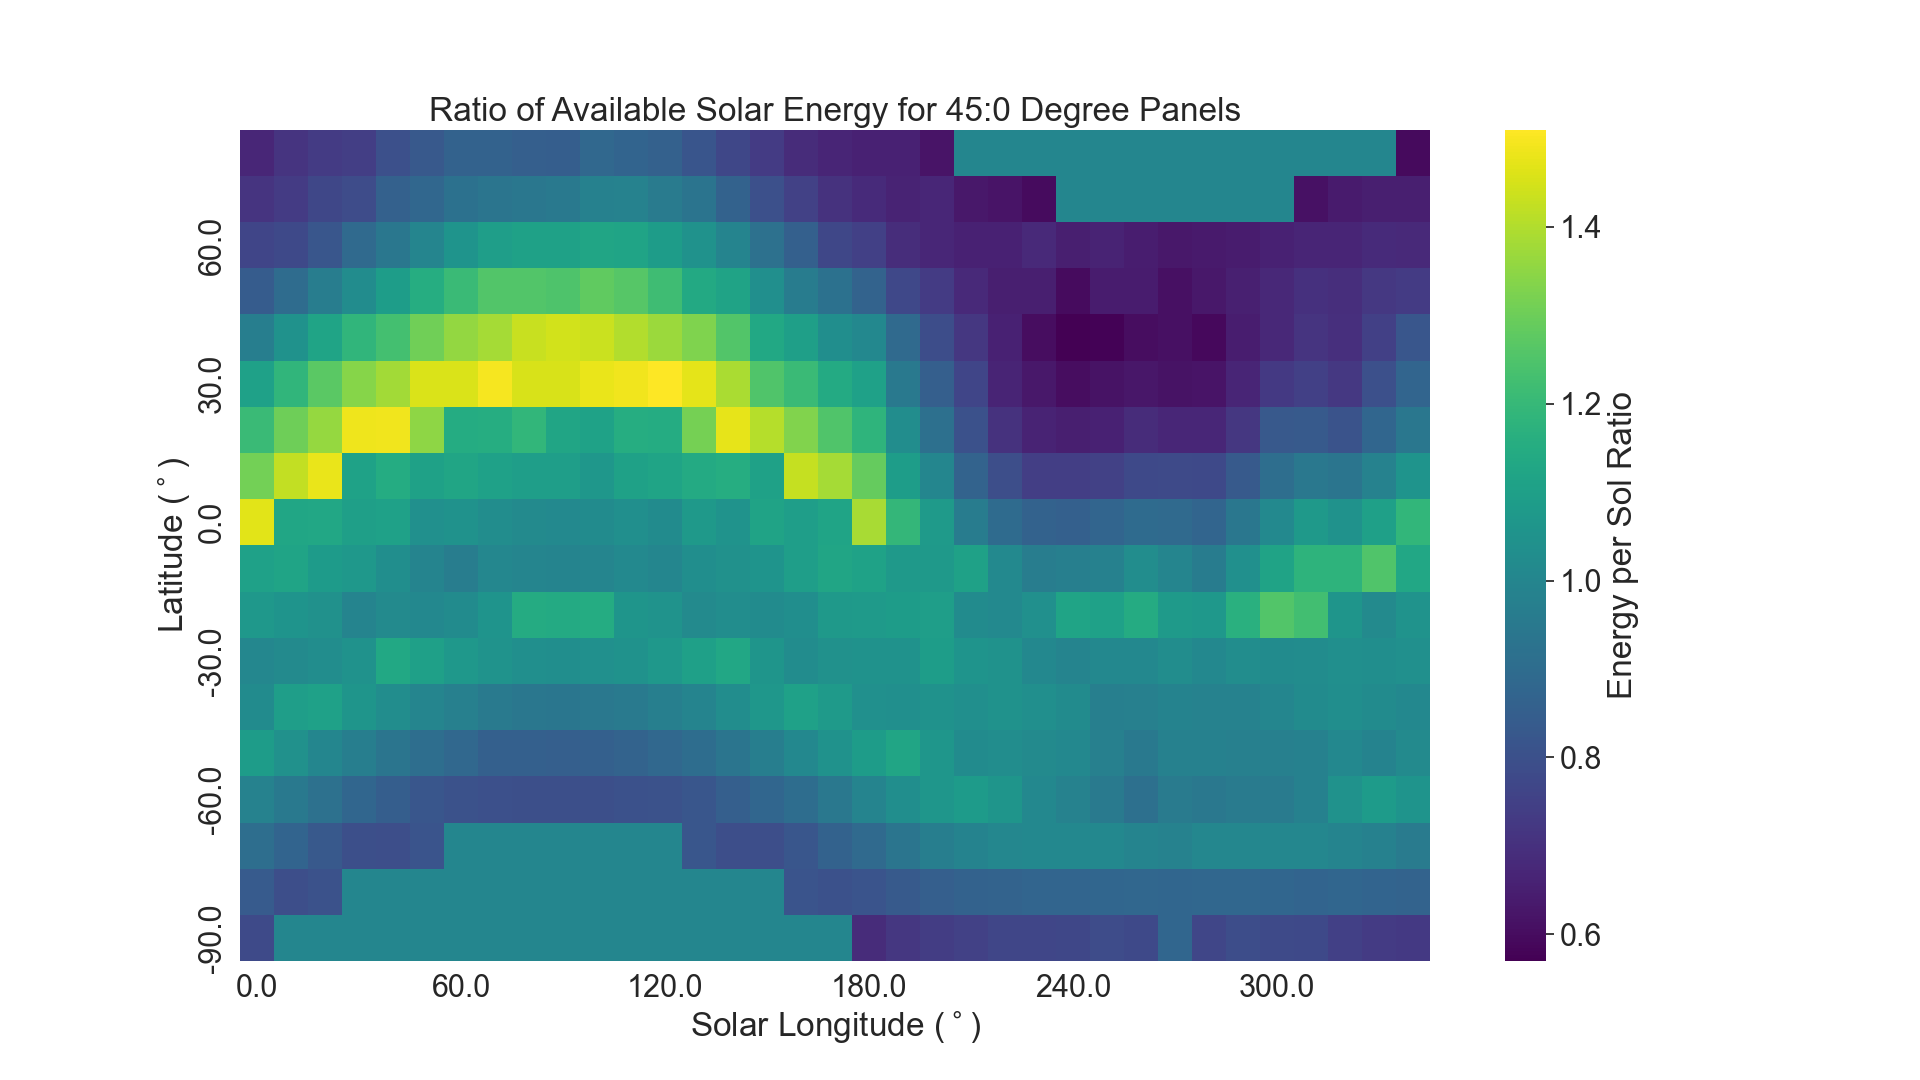 Ratio of Available Solar Energy for 45:0 Degree Panels
Latitude (°)
60.0
30.0
0.0
-30.0
-60.0
-90.0
0.0 60.0 120.0 180.0 240.0 300.0
Solar Longitude (°)
1.4
1.2
1.0
0.8
0.6
Energy per Sol Ratio